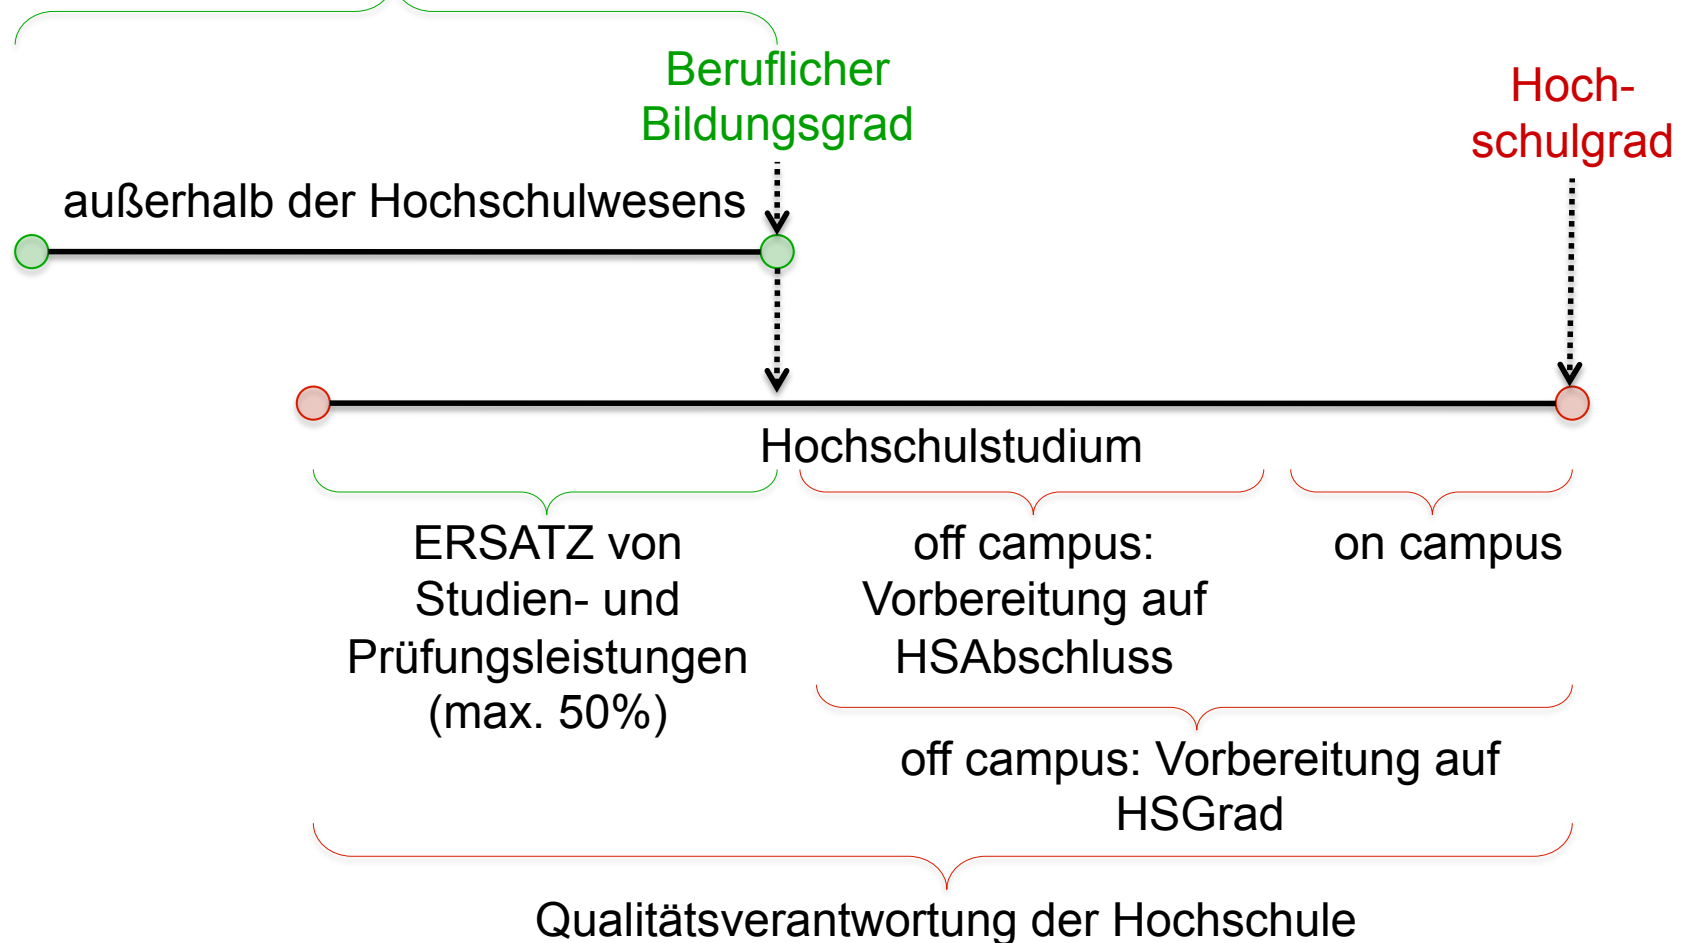 Beruflicher
Bildungsgrad
Hoch-
schulgrad
außerhalb der Hochschulwesens
Hochschulstudium
ERSATZ von
Studien- und
Prüfungsleistungen
(max. 50%)
off campus:
Vorbereitung auf
HSAbschluss
on campus
off campus: Vorbereitung auf
HSGrad
Qualitätsverantwortung der Hochschule